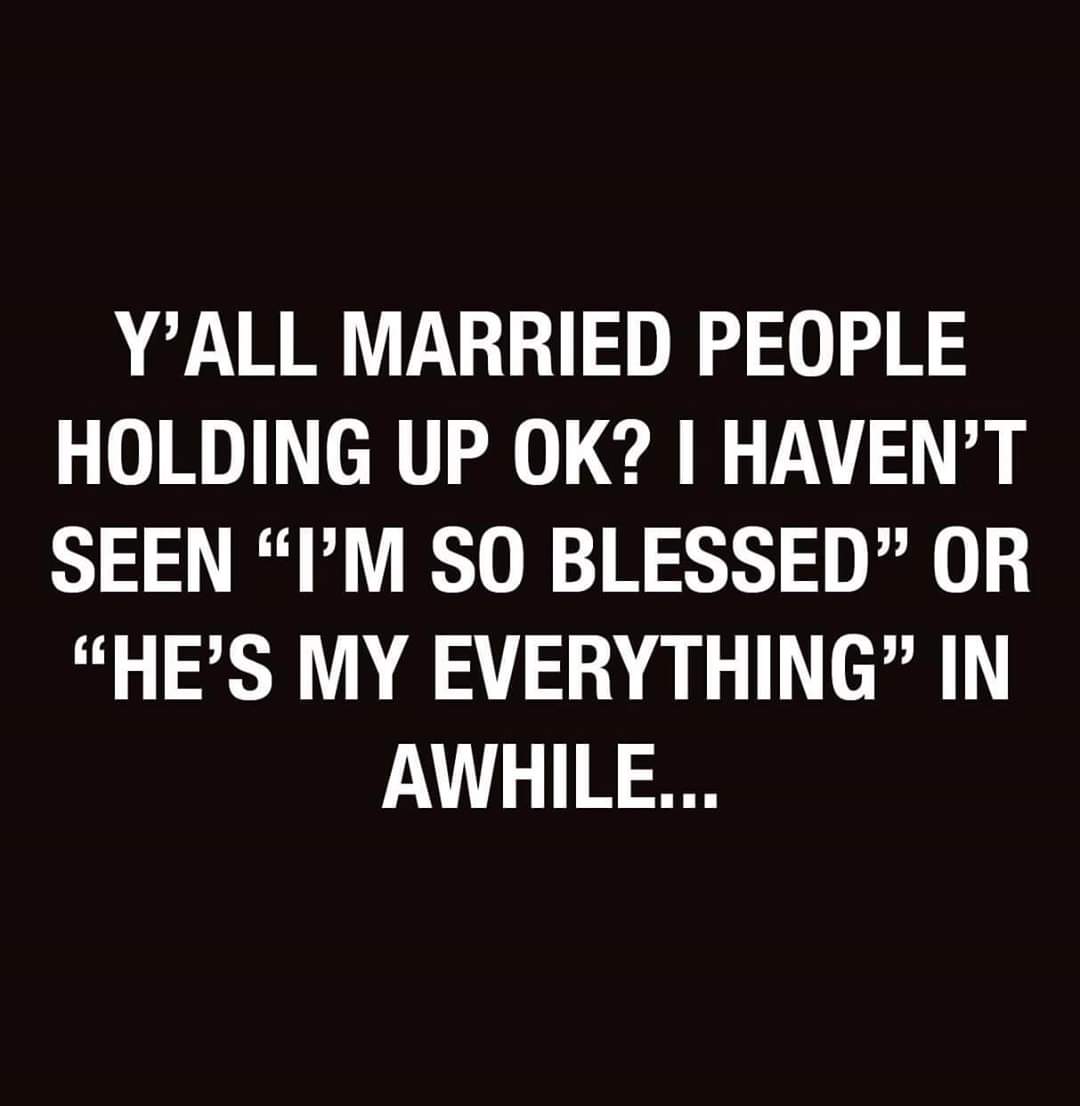 Y’ALL MARRIED PEOPLE
HOLDING UP OK? I HAVEN’T
SEEN “I’M SO BLESSED” OR
“HE’S MY EVERYTHING” IN
AWHILE...